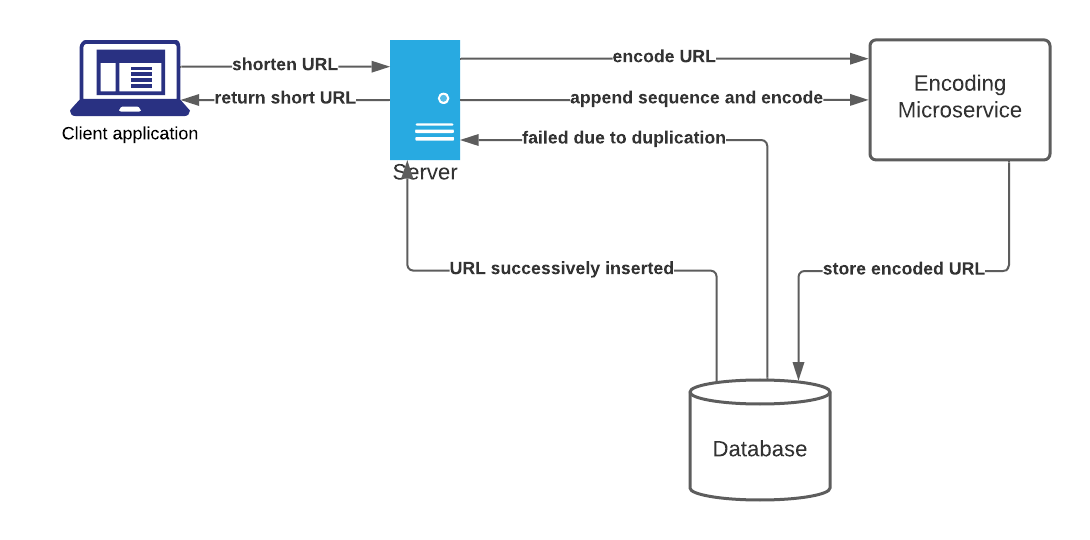 shorten URL
return short URL
Client application
Server
encode URL
append sequence and encode
failed due to duplication
Encoding
Microservice
URL successively inserted
store encoded URL
Database